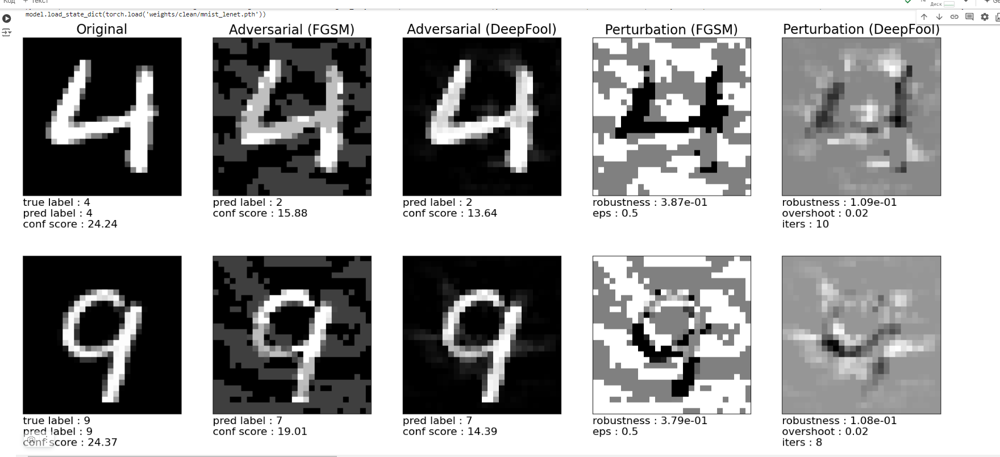 Код + Текст
Диск
model.load_state_dict(torch.load('weights/clean/mnist_lenet.pth'))
Original Adversarial (FGSM) Adversarial (DeepFool) Perturbation (FGSM) Perturbation (DeepFool)
true label : 4
pred label : 4
conf score : 24.24
pred label : 2
conf score : 15.88
pred label : 2
conf score : 13.64
robustness : 3.87e-01
eps : 0.5
robustness : 1.09e-01
overshoot : 0.02
iters : 10
true label : 9
pred label : 9
conf score : 24.37
pred label : 7
conf score : 19.01
pred label : 7
conf score : 14.39
robustness : 3.79e-01
eps : 0.5
robustness : 1.08e-01
overshoot : 0.02
iters : 8